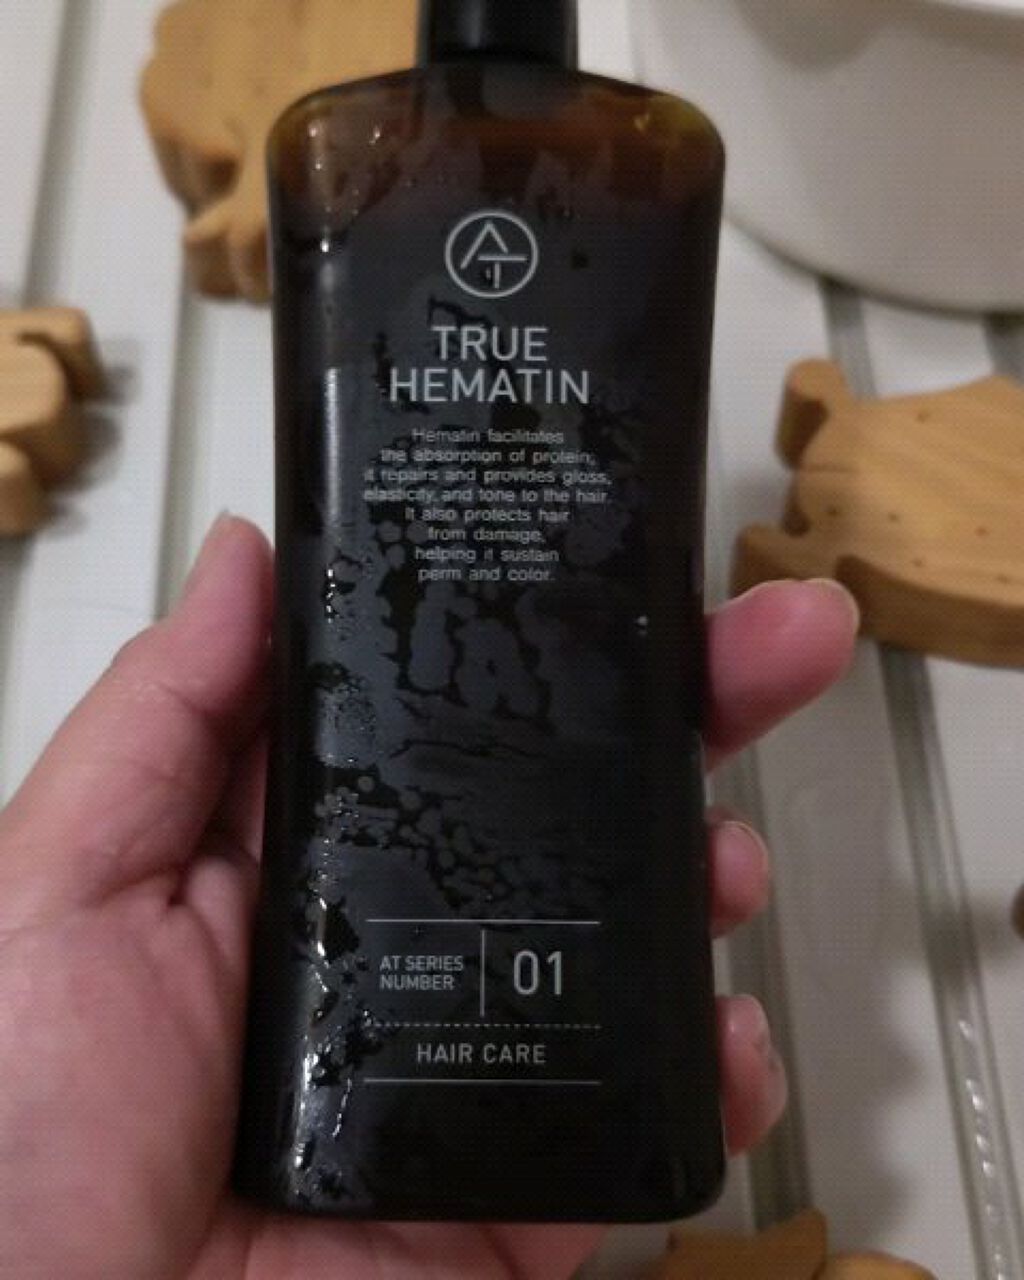 AT
TRUE
HEMATIN
Hematin facilitates
the absorption of protein;
it repairs and provides gloss,
elasticity, and tone to the hair.
It also protects hair
from damage,
helping it sustain
perm and color.
AT SERIES
NUMBER
01
HAIR CARE